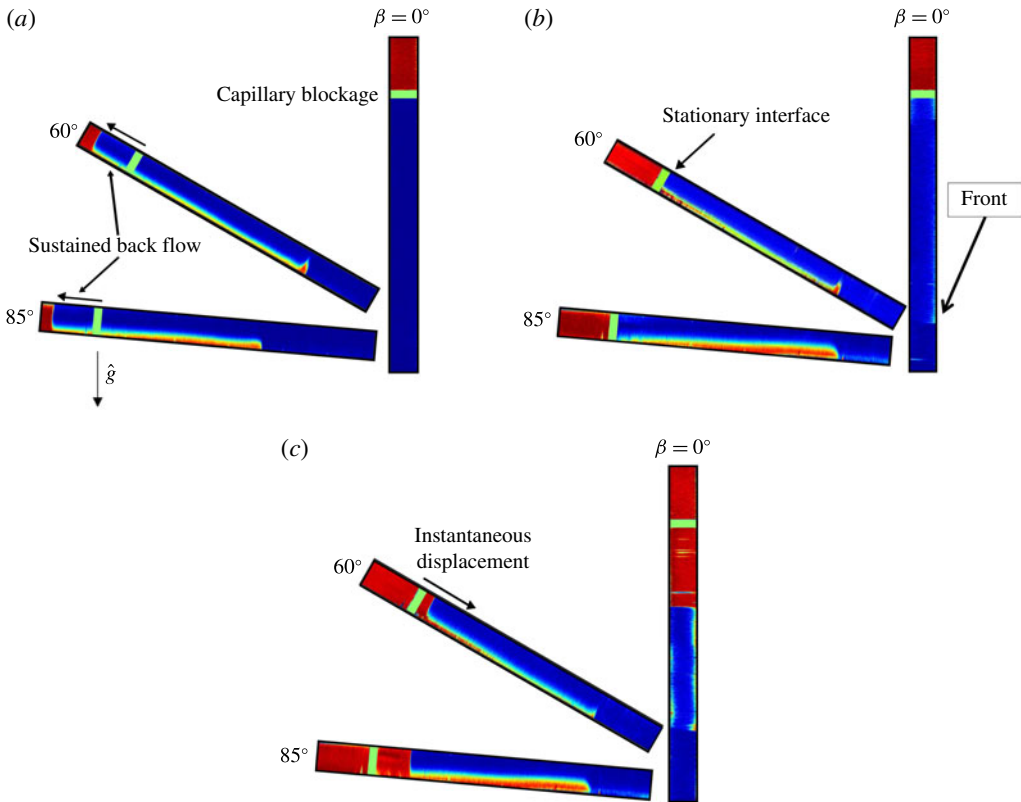 (a)
β = 0°
Capillary blockage
60°
Sustained back flow
85°
ĝ
(b)
β = 0°
Stationary interface
60°
Front
85°
(c)
β = 0°
Instantaneous
displacement
60°
85°